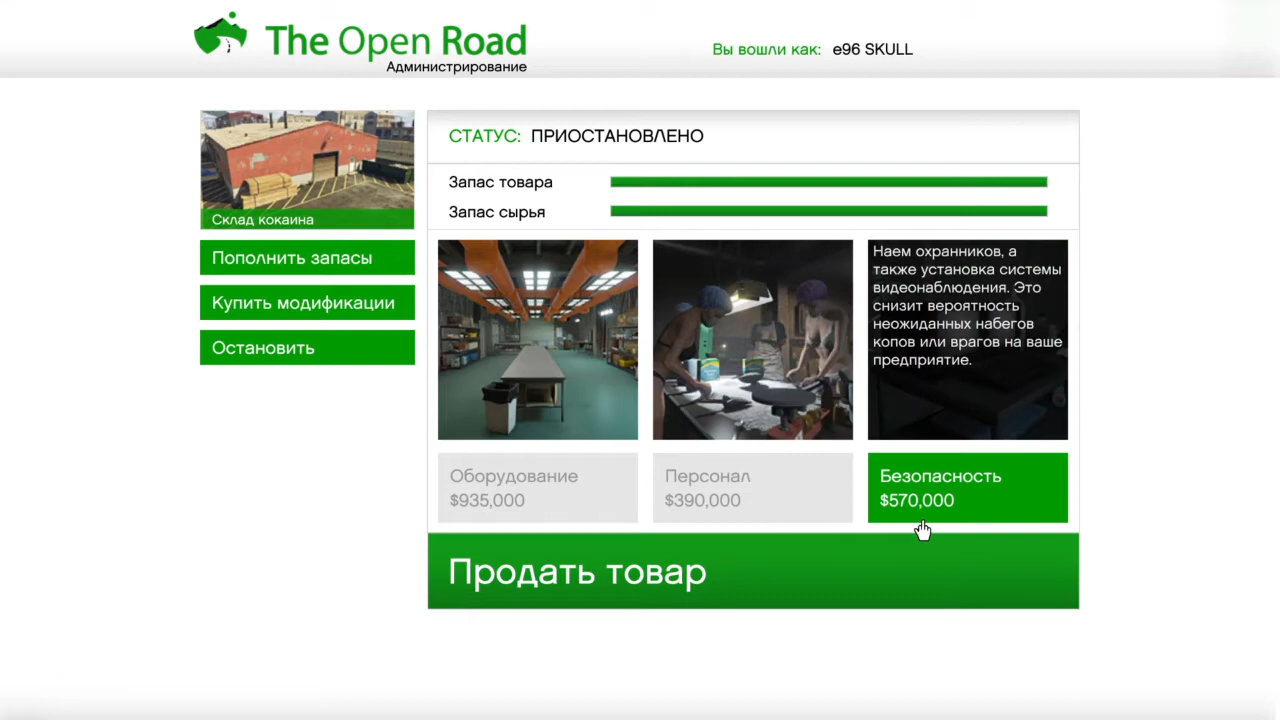 The Open Road
Администрирование
Вы вошли как: e96 SKULL
Склад кокаина
Пополнить запасы
Купить модификации
Остановить
СТАТУС: ПРИОСТАНОВЛЕНО
Запас товара
Запас сырья
Наем охранников, а
также установка системы
видеонаблюдения. Это
снизит вероятность
неожиданных набегов
копов или врагов на ваше
предприятие.
Оборудование
$935,000
Персонал
$390,000
Безопасность
$570,000
Продать товар